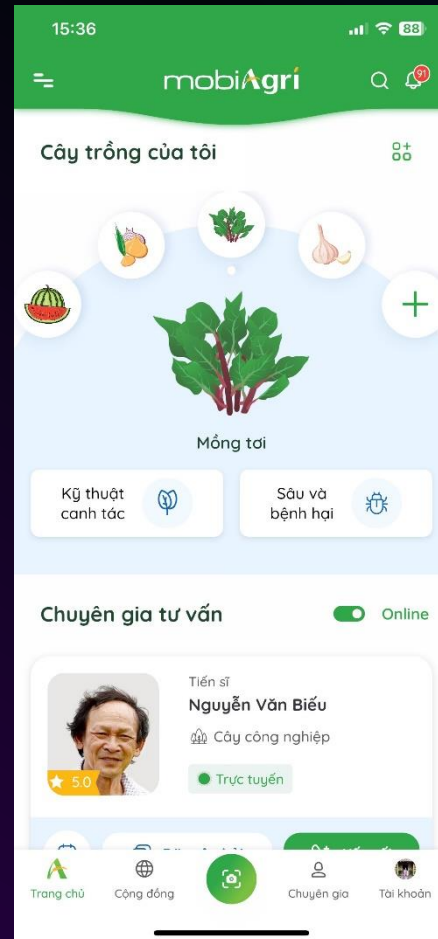 15:36
88
mobiAgri
91
Cây trồng của tôi
Mồng tơi
Kỹ thuật
canh tác
Sâu và
bệnh hại
Chuyên gia tư vấn
Online
Tiến sĩ
Nguyễn Văn Biếu
Cây công nghiệp
5.0
Trực tuyến
Trang chủ
Cộng đồng
Chuyên gia
Tài khoản